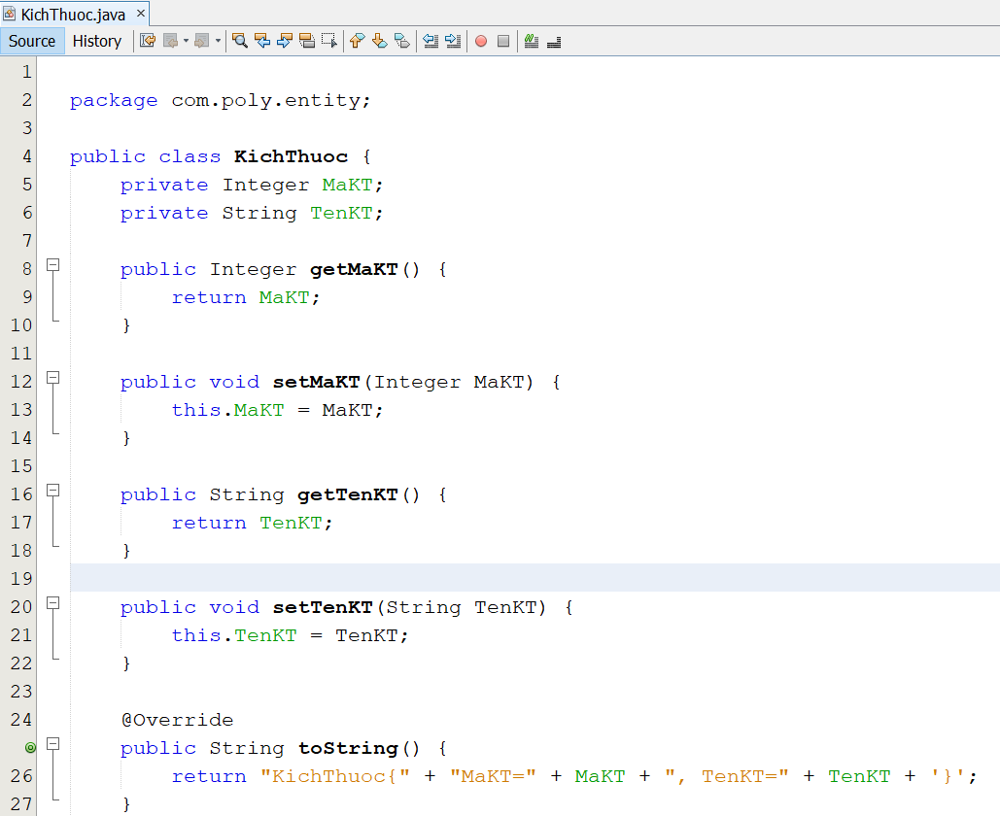 KichThuoc.java ×
Source History
1
2 package com.poly.entity;
3
4 public class KichThuoc {
5     private Integer MaKT;
6     private String TenKT;
7
8     public Integer getMaKT() {
9         return MaKT;
10     }
11
12     public void setMaKT(Integer MaKT) {
13         this.MaKT = MaKT;
14     }
15
16     public String getTenKT() {
17         return TenKT;
18     }
19
20     public void setTenKT(String TenKT) {
21         this.TenKT = TenKT;
22     }
23
24     @Override
    public String toString() {
26         return "KichThuoc{" + "MaKT=" + MaKT + ", TenKT=" + TenKT + '}';
27     }